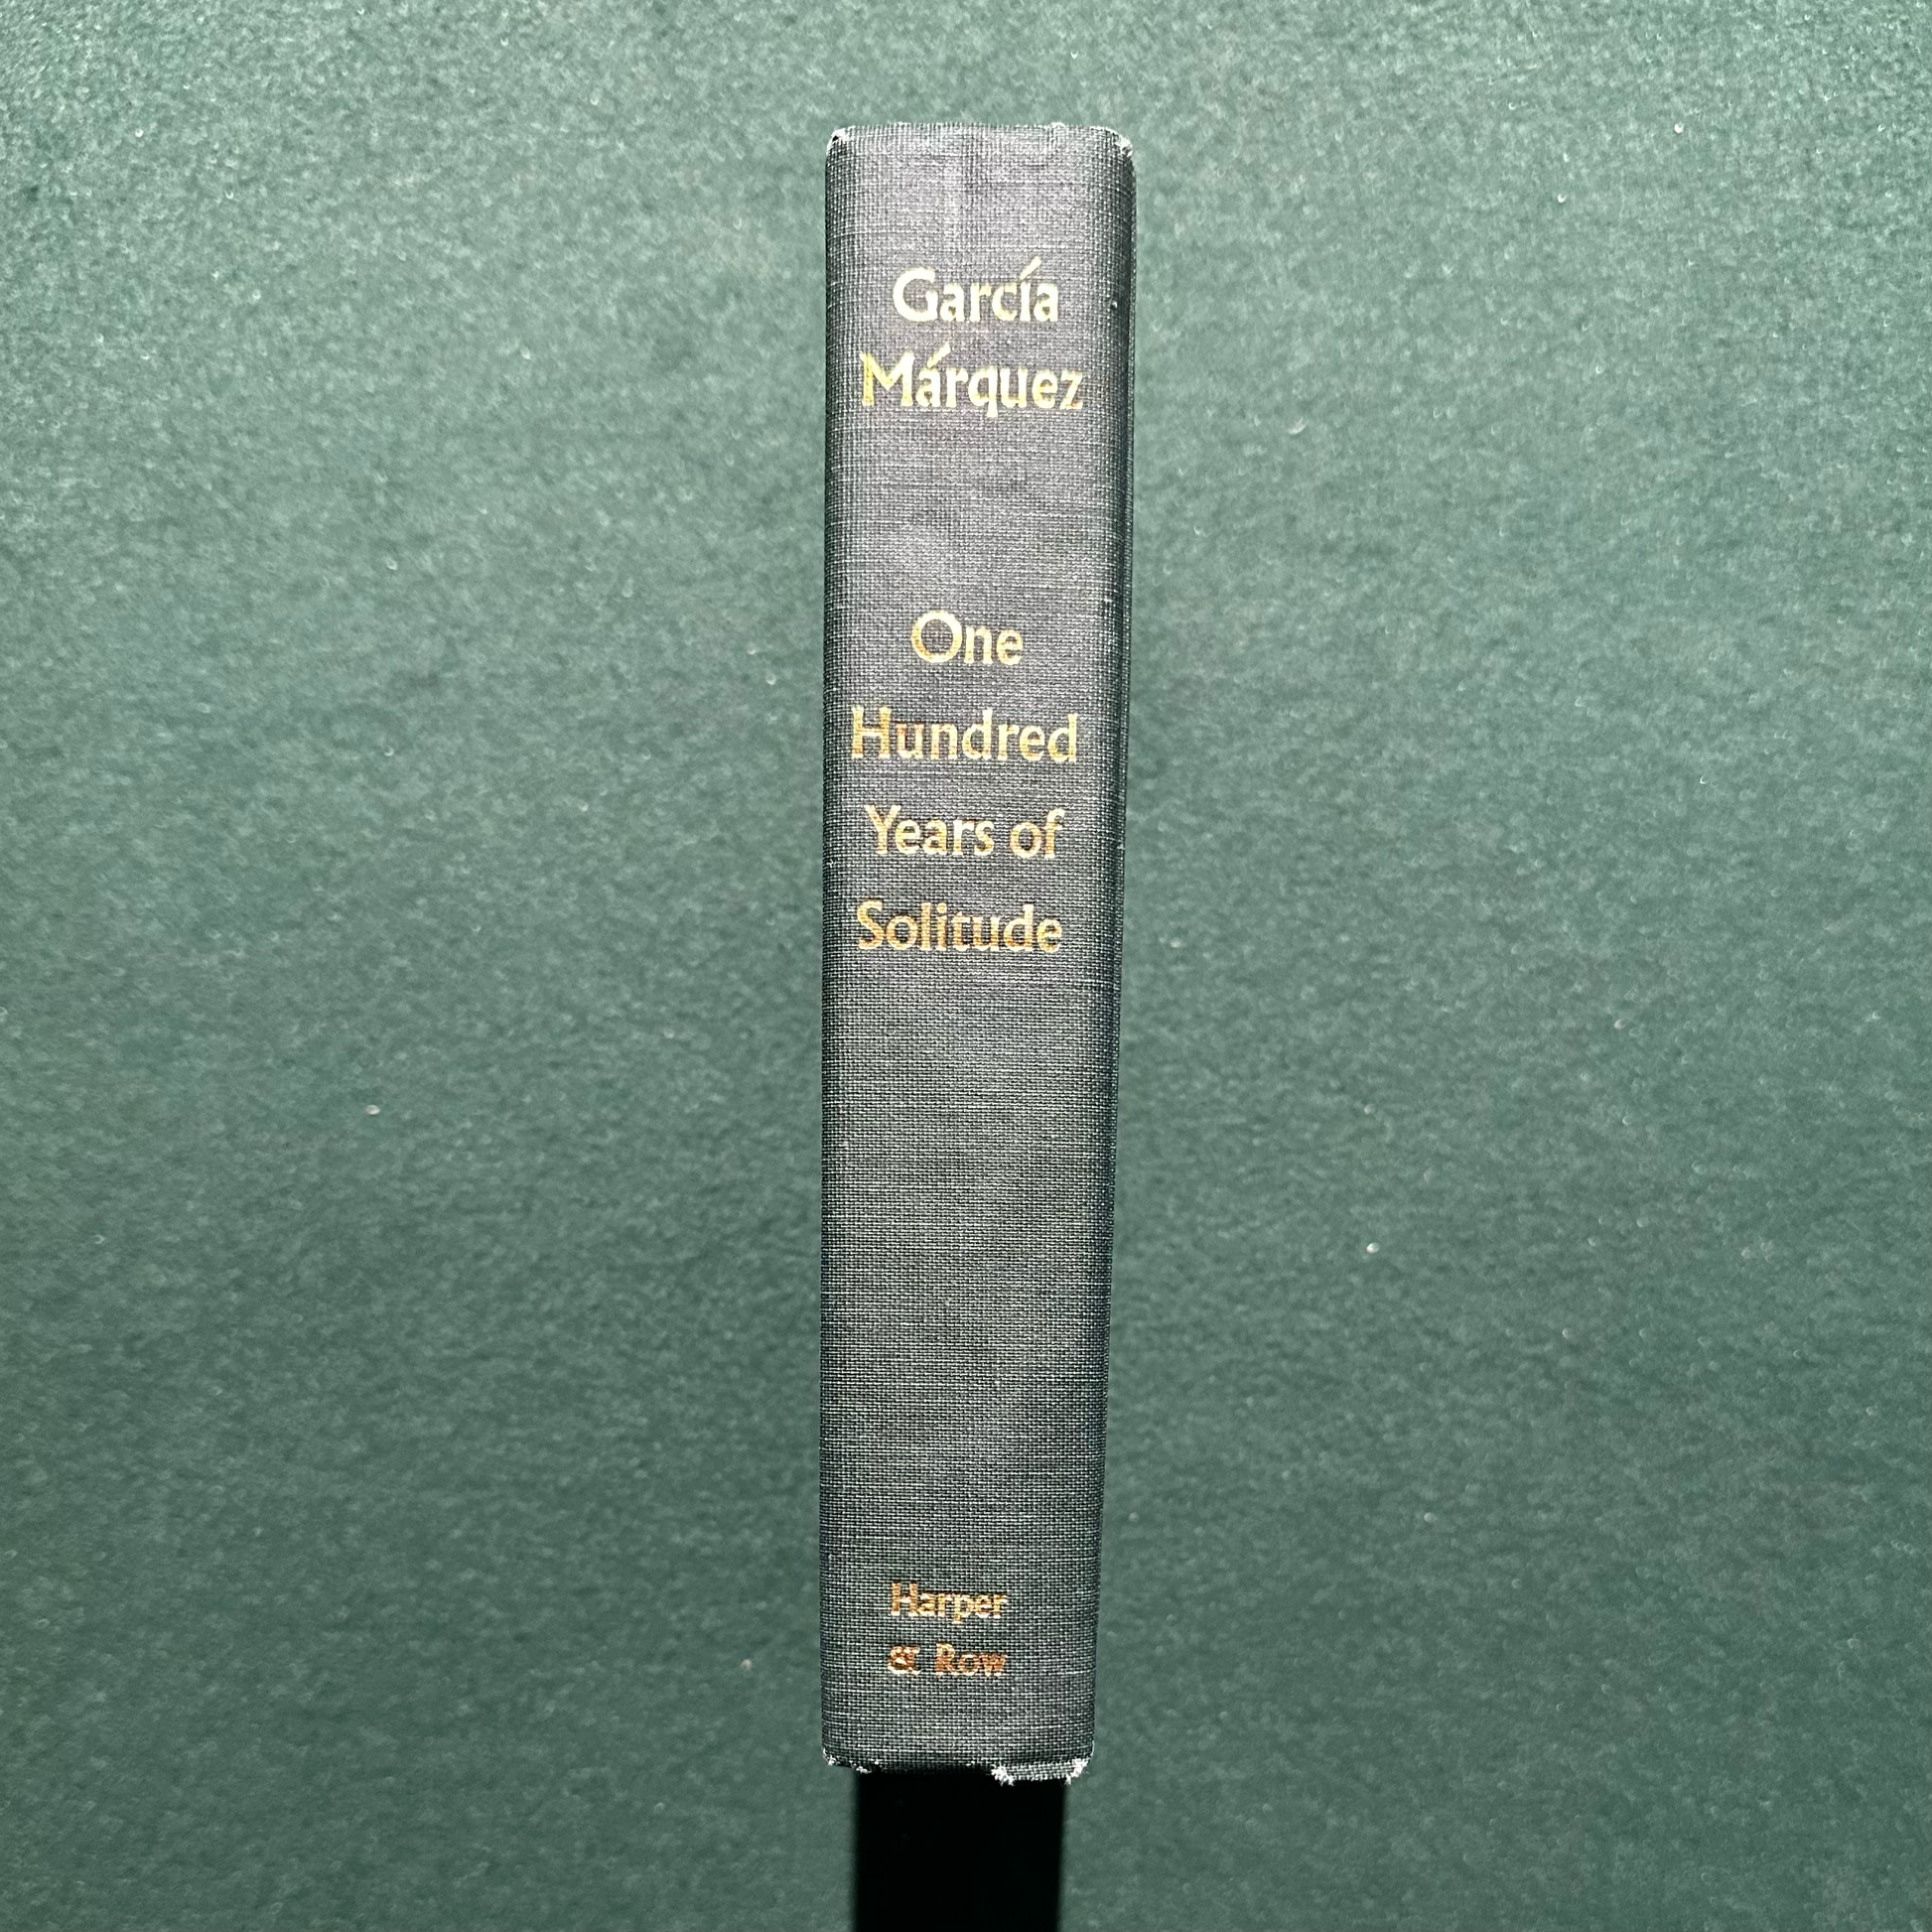 García
Márquez
One
Hundred
Years of
Solitude
Harper
& Row